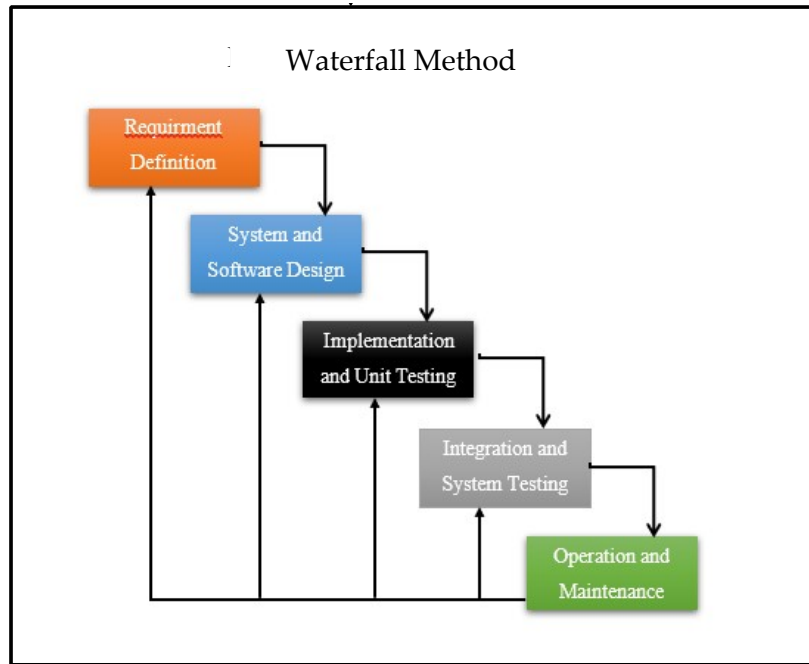 Waterfall Method
Requirment
Definition
System and
Software Design
Implementation
and Unit Testing
Integration and
System Testing
Operation and
Maintenance